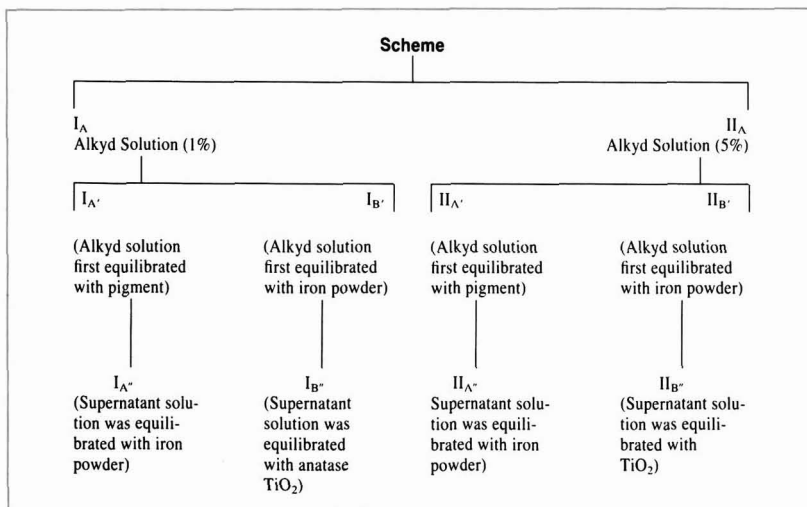 Scheme
I_A
Alkyd Solution (1%)
II_A
Alkyd Solution (5%)
I_A′
I_B′
II_A′
II_B′
(Alkyd solution
first equilibrated
with pigment)
(Alkyd solution
first equilibrated
with iron powder)
(Alkyd solution
first equilibrated
with pigment)
(Alkyd solution
first equilibrated
with iron powder)
I_A″
(Supernatant solu-
tion was equili-
brated with iron
powder)
I_B″
(Supernatant
solution was
equilibrated
with anatase
TiO₂)
II_A″
Supernatant solu-
tion was equili-
brated with iron
powder)
II_B″
(Supernatant solu-
tion was equili-
brated with
TiO₂)